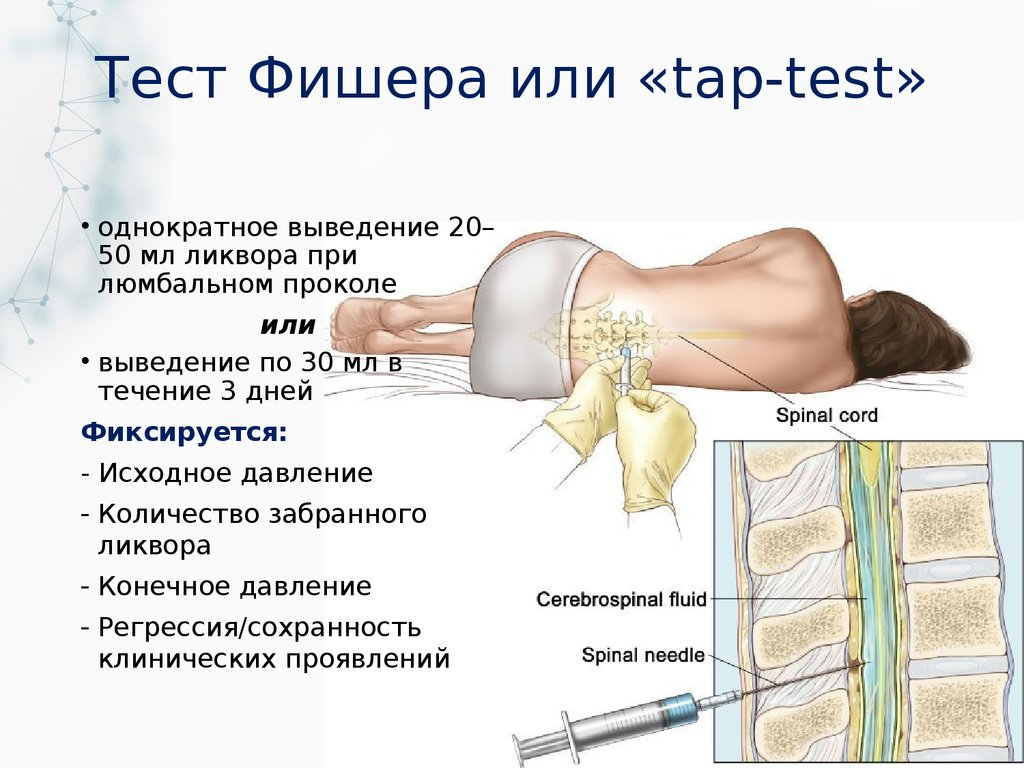 Тест Фишера или «tap-test»
• однократное выведение 20–
50 мл ликвора при
люмбальном проколе
или
• выведение по 30 мл в
течение 3 дней
Фиксируется:
- Исходное давление
- Количество забранного
ликвора
- Конечное давление
- Регрессия/сохранность
клинических проявлений
Spinal cord
Cerebrospinal fluid
Spinal needle